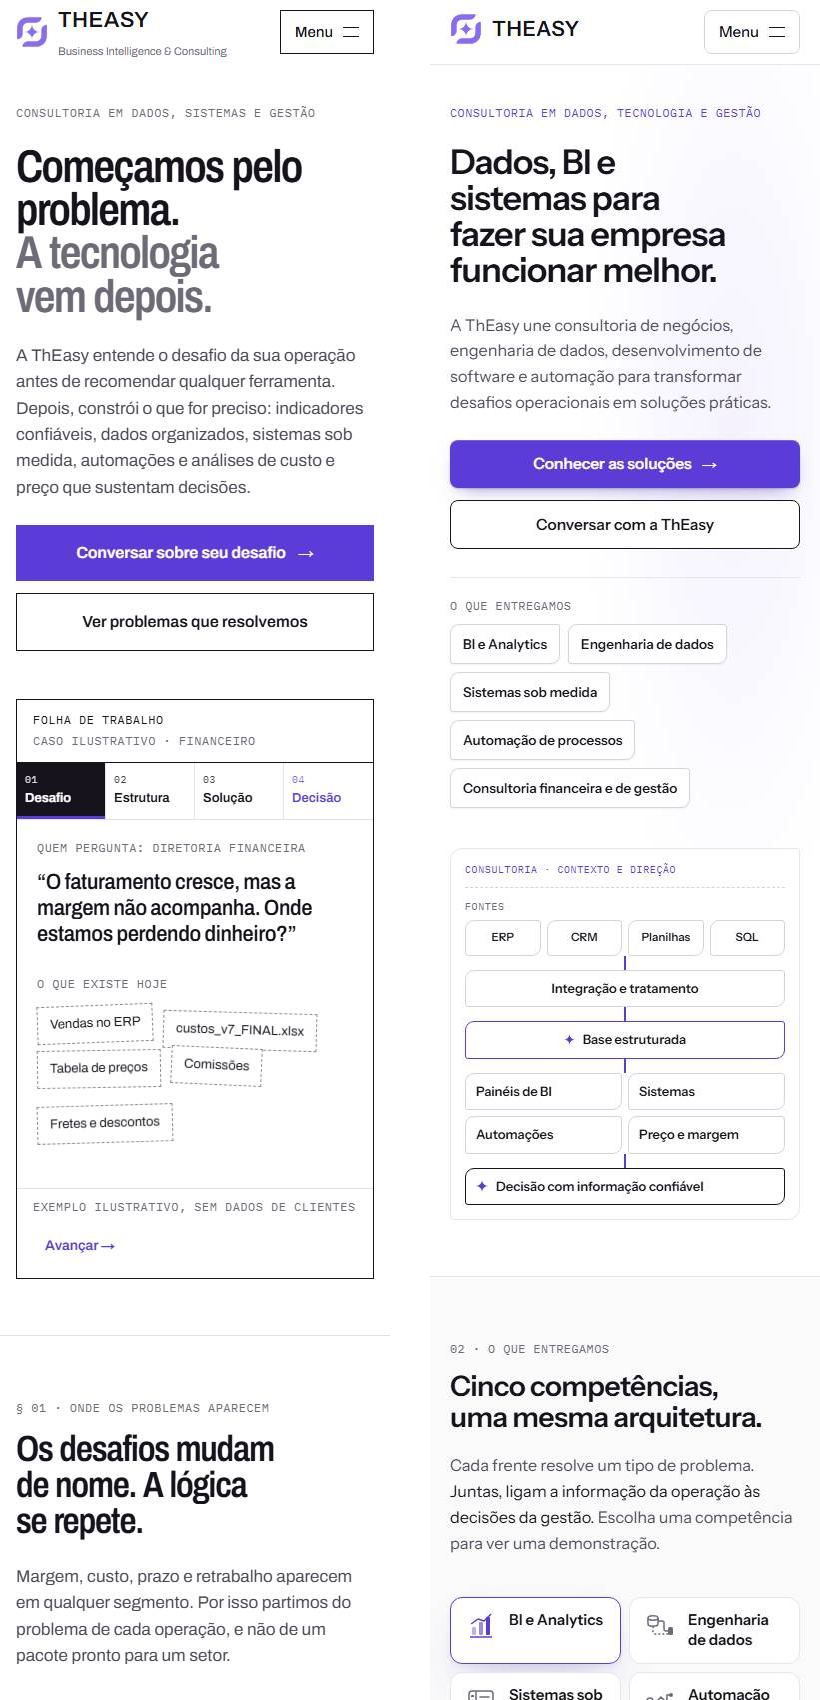 THEASY
Business Intelligence & Consulting
Menu
CONSULTORIA EM DADOS, SISTEMAS E GESTÃO
Começamos pelo
problema.
A tecnologia
vem depois.
A ThEasy entende o desafio da sua operação
antes de recomendar qualquer ferramenta.
Depois, constrói o que for preciso: indicadores
confiáveis, dados organizados, sistemas sob
medida, automações e análises de custo e
preço que sustentam decisões.
Conversar sobre seu desafio →
Ver problemas que resolvemos
FOLHA DE TRABALHO
CASO ILUSTRATIVO · FINANCEIRO
01
Desafio
02
Estrutura
03
Solução
04
Decisão
QUEM PERGUNTA: DIRETORIA FINANCEIRA
“O faturamento cresce, mas a
margem não acompanha. Onde
estamos perdendo dinheiro?”
O QUE EXISTE HOJE
Vendas no ERP
custos_v7_FINAL.xlsx
Tabela de preços
Comissões
Fretes e descontos
EXEMPLO ILUSTRATIVO, SEM DADOS DE CLIENTES
Avançar →
§ 01 · ONDE OS PROBLEMAS APARECEM
Os desafios mudam
de nome. A lógica
se repete.
Margem, custo, prazo e retrabalho aparecem
em qualquer segmento. Por isso partimos do
problema de cada operação, e não de um
pacote pronto para um setor.
THEASY
Menu
CONSULTORIA EM DADOS, TECNOLOGIA E GESTÃO
Dados, BI e
sistemas para
fazer sua empresa
funcionar melhor.
A ThEasy une consultoria de negócios,
engenharia de dados, desenvolvimento de
software e automação para transformar
desafios operacionais em soluções práticas.
Conhecer as soluções →
Conversar com a ThEasy
O QUE ENTREGAMOS
BI e Analytics
Engenharia de dados
Sistemas sob medida
Automação de processos
Consultoria financeira e de gestão
CONSULTORIA · CONTEXTO E DIREÇÃO
FONTES
ERP
CRM
Planilhas
SQL
Integração e tratamento
Base estruturada
Painéis de BI
Sistemas
Automações
Preço e margem
Decisão com informação confiável
02 · O QUE ENTREGAMOS
Cinco competências,
uma mesma arquitetura.
Cada frente resolve um tipo de problema.
Juntas, ligam a informação da operação às
decisões da gestão. Escolha uma competência
para ver uma demonstração.
BI e Analytics
Engenharia
de dados
Sistemas sob
Automação